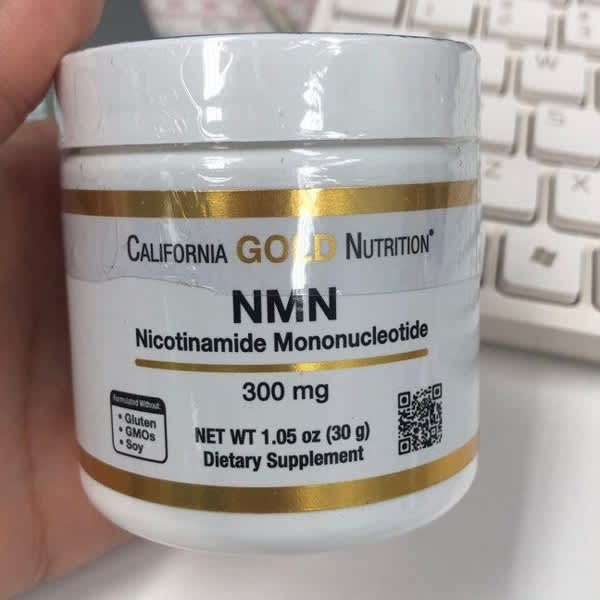 CALIFORNIA GOLD NUTRITION®
NMN
Nicotinamide Mononucleotide
300 mg
Formulated Without:
• Gluten
• GMOs
• Soy
NET WT 1.05 oz (30 g)
Dietary Supplement
W
S
Z
X